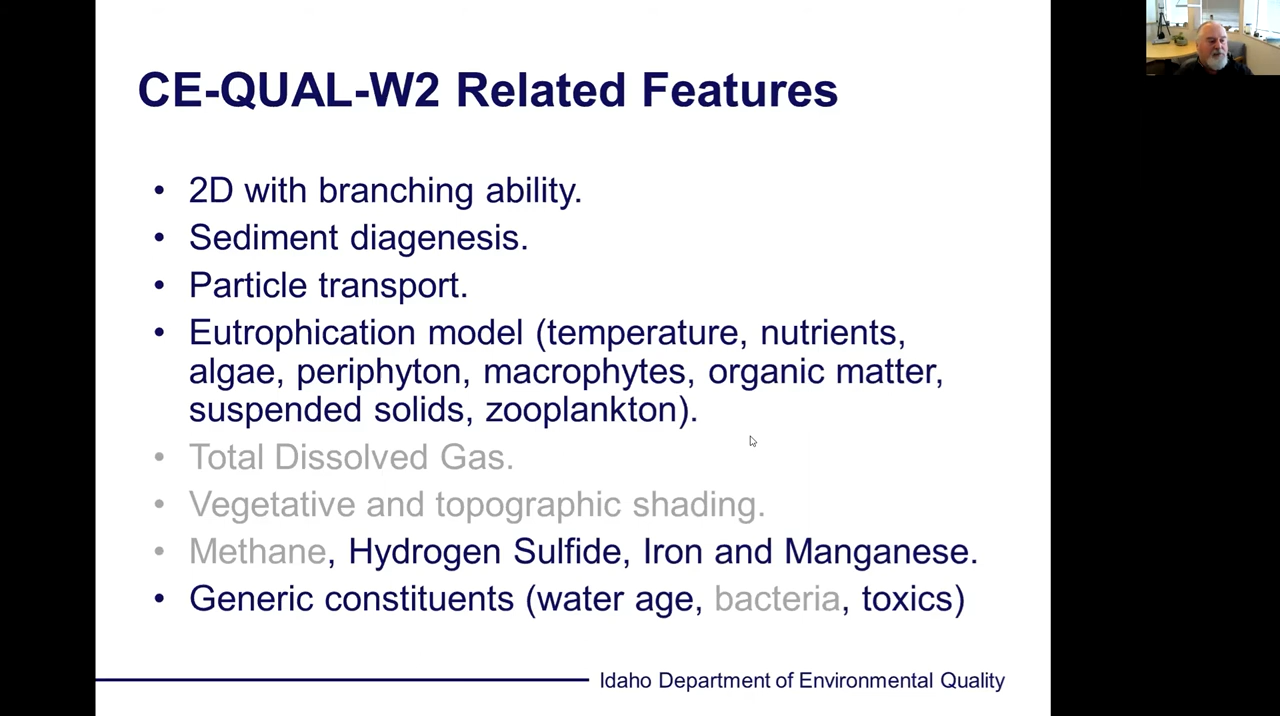 CE-QUAL-W2 Related Features
• 2D with branching ability.
• Sediment diagenesis.
• Particle transport.
• Eutrophication model (temperature, nutrients,
algae, periphyton, macrophytes, organic matter,
suspended solids, zooplankton).
• Total Dissolved Gas.
• Vegetative and topographic shading.
• Methane, Hydrogen Sulfide, Iron and Manganese.
• Generic constituents (water age, bacteria, toxics)
Idaho Department of Environmental Quality